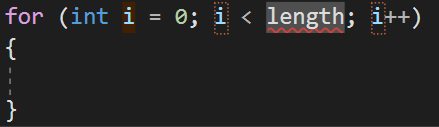 for (int i = 0; i < length; i++)
{
}